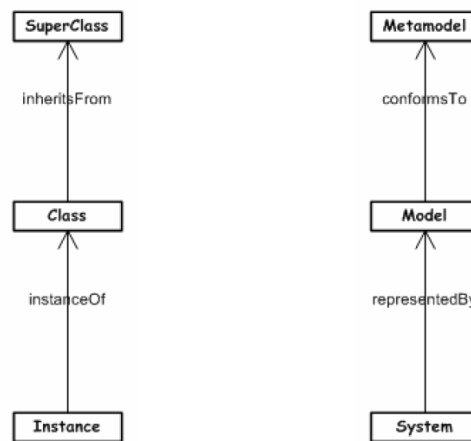 SuperClass
inheritsFrom
Class
instanceOf
Instance
Metamodel
conformsTo
Model
representedBy
System